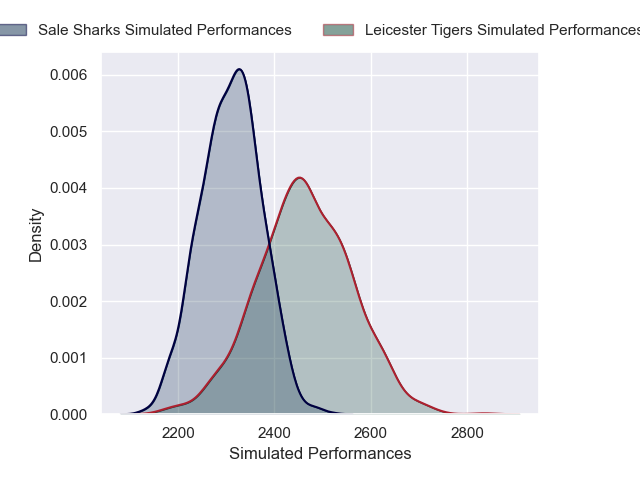 Sale Sharks Simulated Performances
Leicester Tigers Simulated Performances
0.006
0.005
0.004
0.003
0.002
0.001
0.000
Density
2200 2400 2600 2800
Simulated Performances